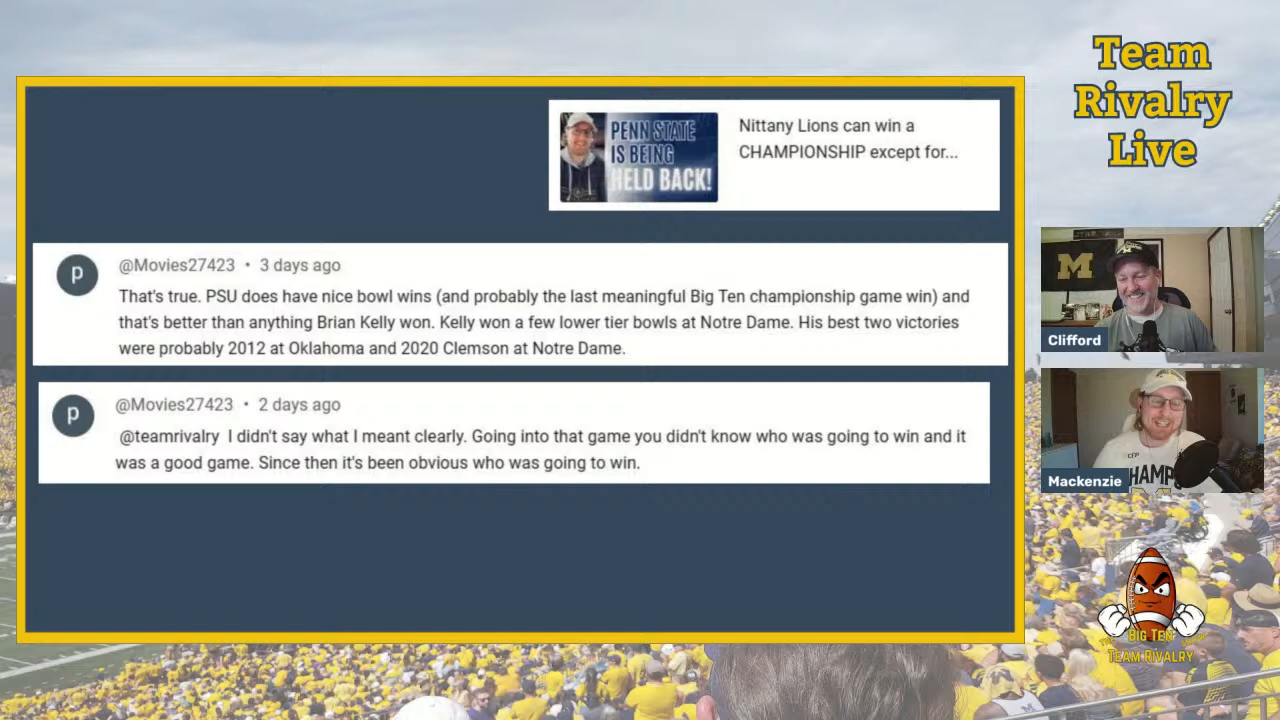 Team
Rivalry
Live
PENN STATE
IS BEING
HELD BACK!
Nittany Lions can win a
CHAMPIONSHIP except for...
P
@Movies27423 • 3 days ago
That's true. PSU does have nice bowl wins (and probably the last meaningful Big Ten championship game win) and
that's better than anything Brian Kelly won. Kelly won a few lower tier bowls at Notre Dame. His best two victories
were probably 2012 at Oklahoma and 2020 Clemson at Notre Dame.
P
@Movies27423 • 2 days ago
@teamrivalry I didn't say what I meant clearly. Going into that game you didn't know who was going to win and it
was a good game. Since then it's been obvious who was going to win.
M
Clifford
CFP
CHAMPS
Mackenzie
BIG TEN
TEAM RIVALRY